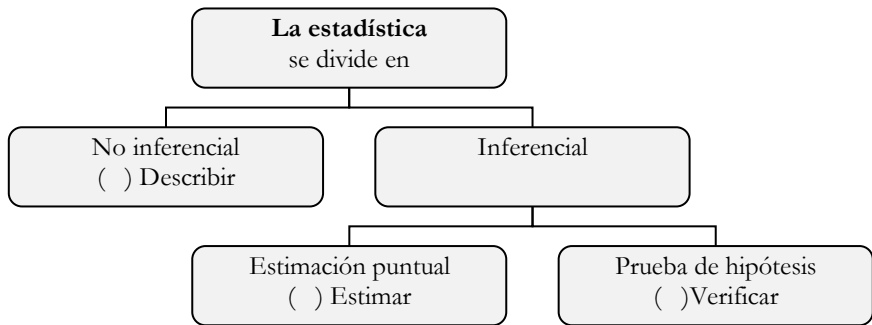 La estadística
se divide en
No inferencial
(  ) Describir
Inferencial
Estimación puntual
(  ) Estimar
Prueba de hipótesis
(  )Verificar